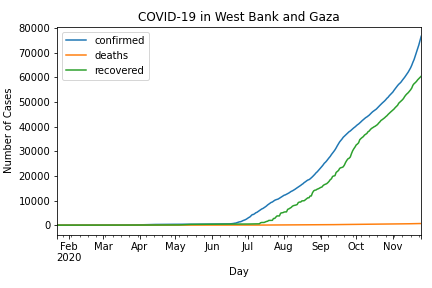 COVID-19 in West Bank and Gaza
confirmed
deaths
recovered
80000
70000
60000
50000
40000
30000
20000
10000
0
Number of Cases
Feb Mar Apr May Jun Jul Aug Sep Oct Nov
2020
Day